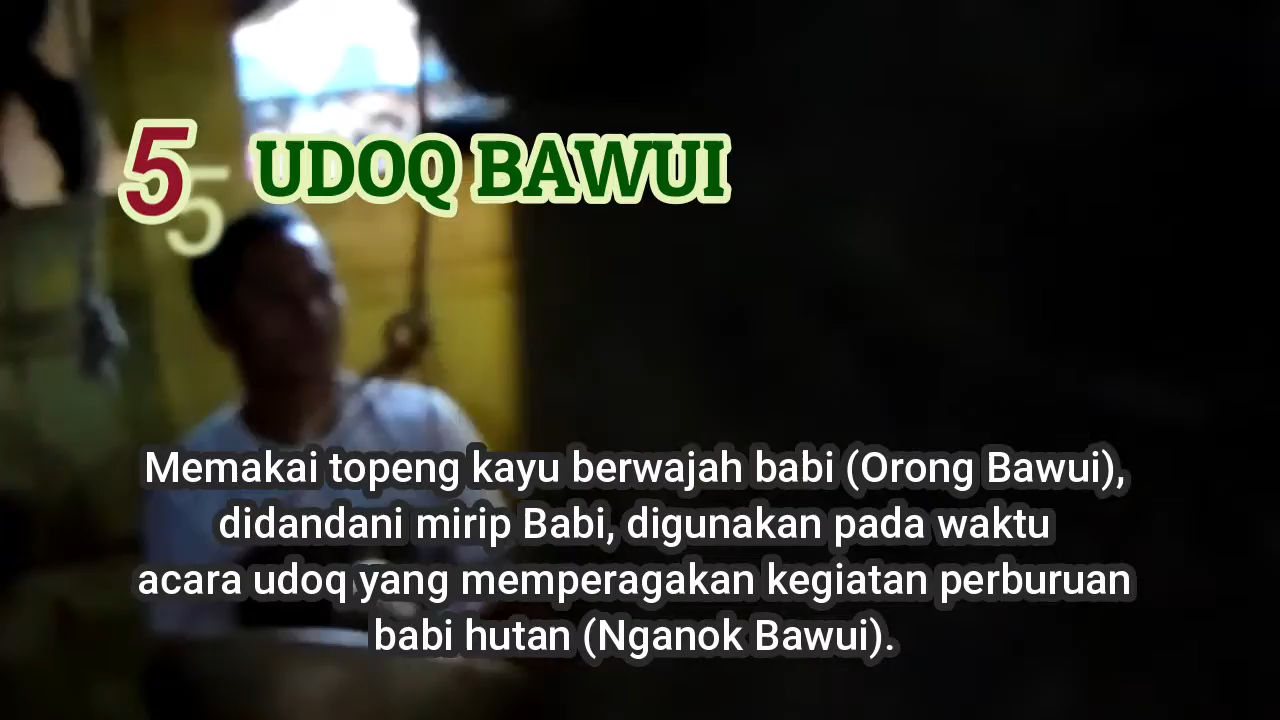 5 UDOQ BAWUI
5
Memakai topeng kayu berwajah babi (Orong Bawui),
didandani mirip Babi, digunakan pada waktu
acara udoq yang memperagakan kegiatan perburuan
babi hutan (Nganok Bawui).